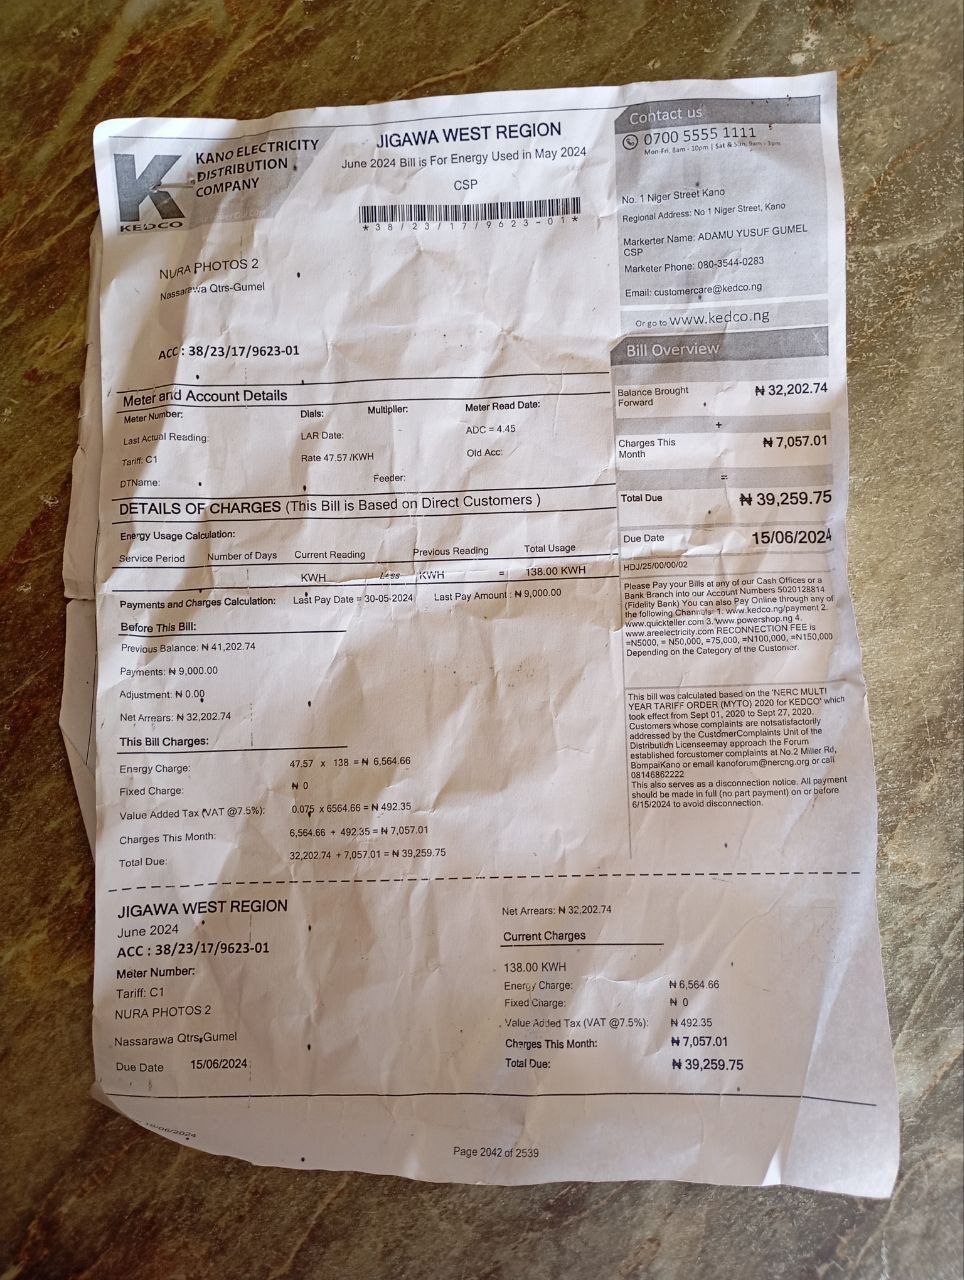 KANO ELECTRICITY
DISTRIBUTION
COMPANY
KEDCO
JIGAWA WEST REGION
June 2024 Bill is For Energy Used in May 2024
CSP
*38/23/17/9623-01*
NURA PHOTOS 2
Nassarawa Qtrs-Gumel
ACC : 38/23/17/9623-01
Contact us
0700 5555 1111
Mon-Fri, 8am - 10pm | Sat & Sun, 9am - 3pm
No. 1 Niger Street Kano
Regional Address: No 1 Niger Street, Kano
Markerter Name: ADAMU YUSUF GUMEL
CSP
Marketer Phone: 080-3544-0283
Email: customercare@kedco.ng
Or go to www.kedco.ng
Bill Overview
Balance Brought Forward ₦ 32,202.74
+
Charges This Month ₦ 7,057.01
=
Total Due ₦ 39,259.75
Due Date 15/06/2024
HDJ/25/00/00/02
Please Pay your Bills at any of our Cash Offices or a
Bank Branch into our Account Numbers 5020128814
(Fidelity Bank) You can also Pay Online through any of
the following Channels: 1. www.kedco.ng/payment 2.
www.quickteller.com 3. www.powershop.ng 4.
www.areelectricity.com RECONNECTION FEE is
=N5000, = N50,000, =75,000, =N100,000, =N150,000
Depending on the Category of the Customer.
This bill was calculated based on the 'NERC MULTI
YEAR TARIFF ORDER (MYTO) 2020 for KEDCO' which
took effect from Sept 01, 2020 to Sept 27, 2020.
Customers whose complaints are notsatisfactorily
addressed by the CustomerComplaints Unit of the
Distributidh Licenseemay approach the Forum
established forcustomer complaints at No.2 Miller Rd,
BompaiKano or email kanoforum@nercng.org or call
08146862222
This also serves as a disconnection notice. All payment
should be made in full (no part payment) on or before
6/15/2024 to avoid disconnection.
Meter and Account Details
Meter Number: Dials: Multiplier: Meter Read Date:
Last Actual Reading: LAR Date: ADC = 4.45
Tariff: C1 Rate 47.57 /KWH Old Acc:
DTName: Feeder:
DETAILS OF CHARGES (This Bill is Based on Direct Customers )
Energy Usage Calculation:
Service Period Number of Days Current Reading Previous Reading Total Usage
KWH Less KWH = 138.00 KWH
Payments and Charges Calculation: Last Pay Date = 30-05-2024 Last Pay Amount : ₦ 9,000.00
Before This Bill:
Previous Balance: ₦ 41,202.74
Payments: ₦ 9,000.00
Adjustment: ₦ 0.00
Net Arrears: ₦ 32,202.74
This Bill Charges:
Energy Charge: 47.57 x 138 = ₦ 6,564.66
Fixed Charge: ₦ 0
Value Added Tax (VAT @7.5%): 0.075 x 6564.66 = ₦ 492.35
Charges This Month: 6,564.66 + 492.35 = ₦ 7,057.01
Total Due: 32,202.74 + 7,057.01 = ₦ 39,259.75
JIGAWA WEST REGION
June 2024
ACC : 38/23/17/9623-01
Meter Number:
Tariff: C1
NURA PHOTOS 2
Nassarawa Qtrs,Gumel
Due Date 15/06/2024
Net Arrears: ₦ 32,202.74
Current Charges
138.00 KWH
Energy Charge: ₦ 6,564.66
Fixed Charge: ₦ 0
Value Added Tax (VAT @7.5%): ₦ 492.35
Charges This Month: ₦ 7,057.01
Total Due: ₦ 39,259.75
Page 2042 of 2539